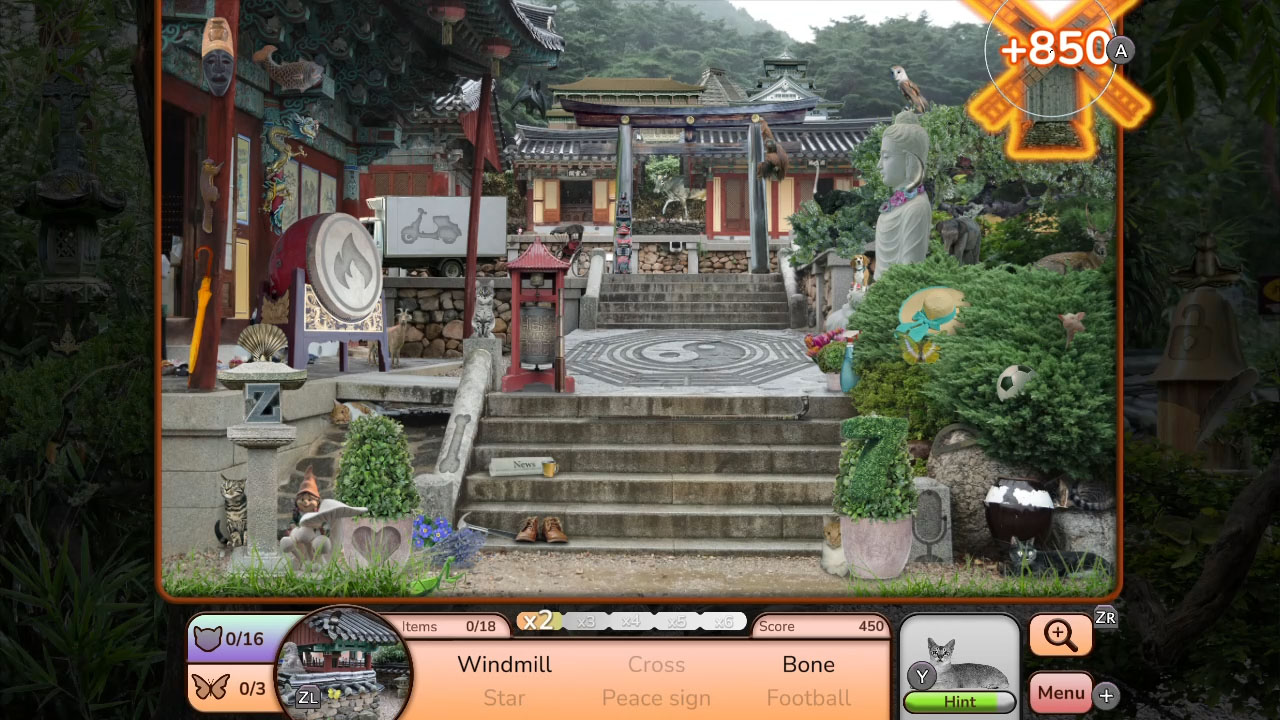 +850 A
News
Z
7
0/16
0/3
ZL
Items 0/18
x2 x3 x4 x5 x6
Score 450
Windmill Cross Bone
Star Peace sign Football
Y
Hint
ZR
Menu +